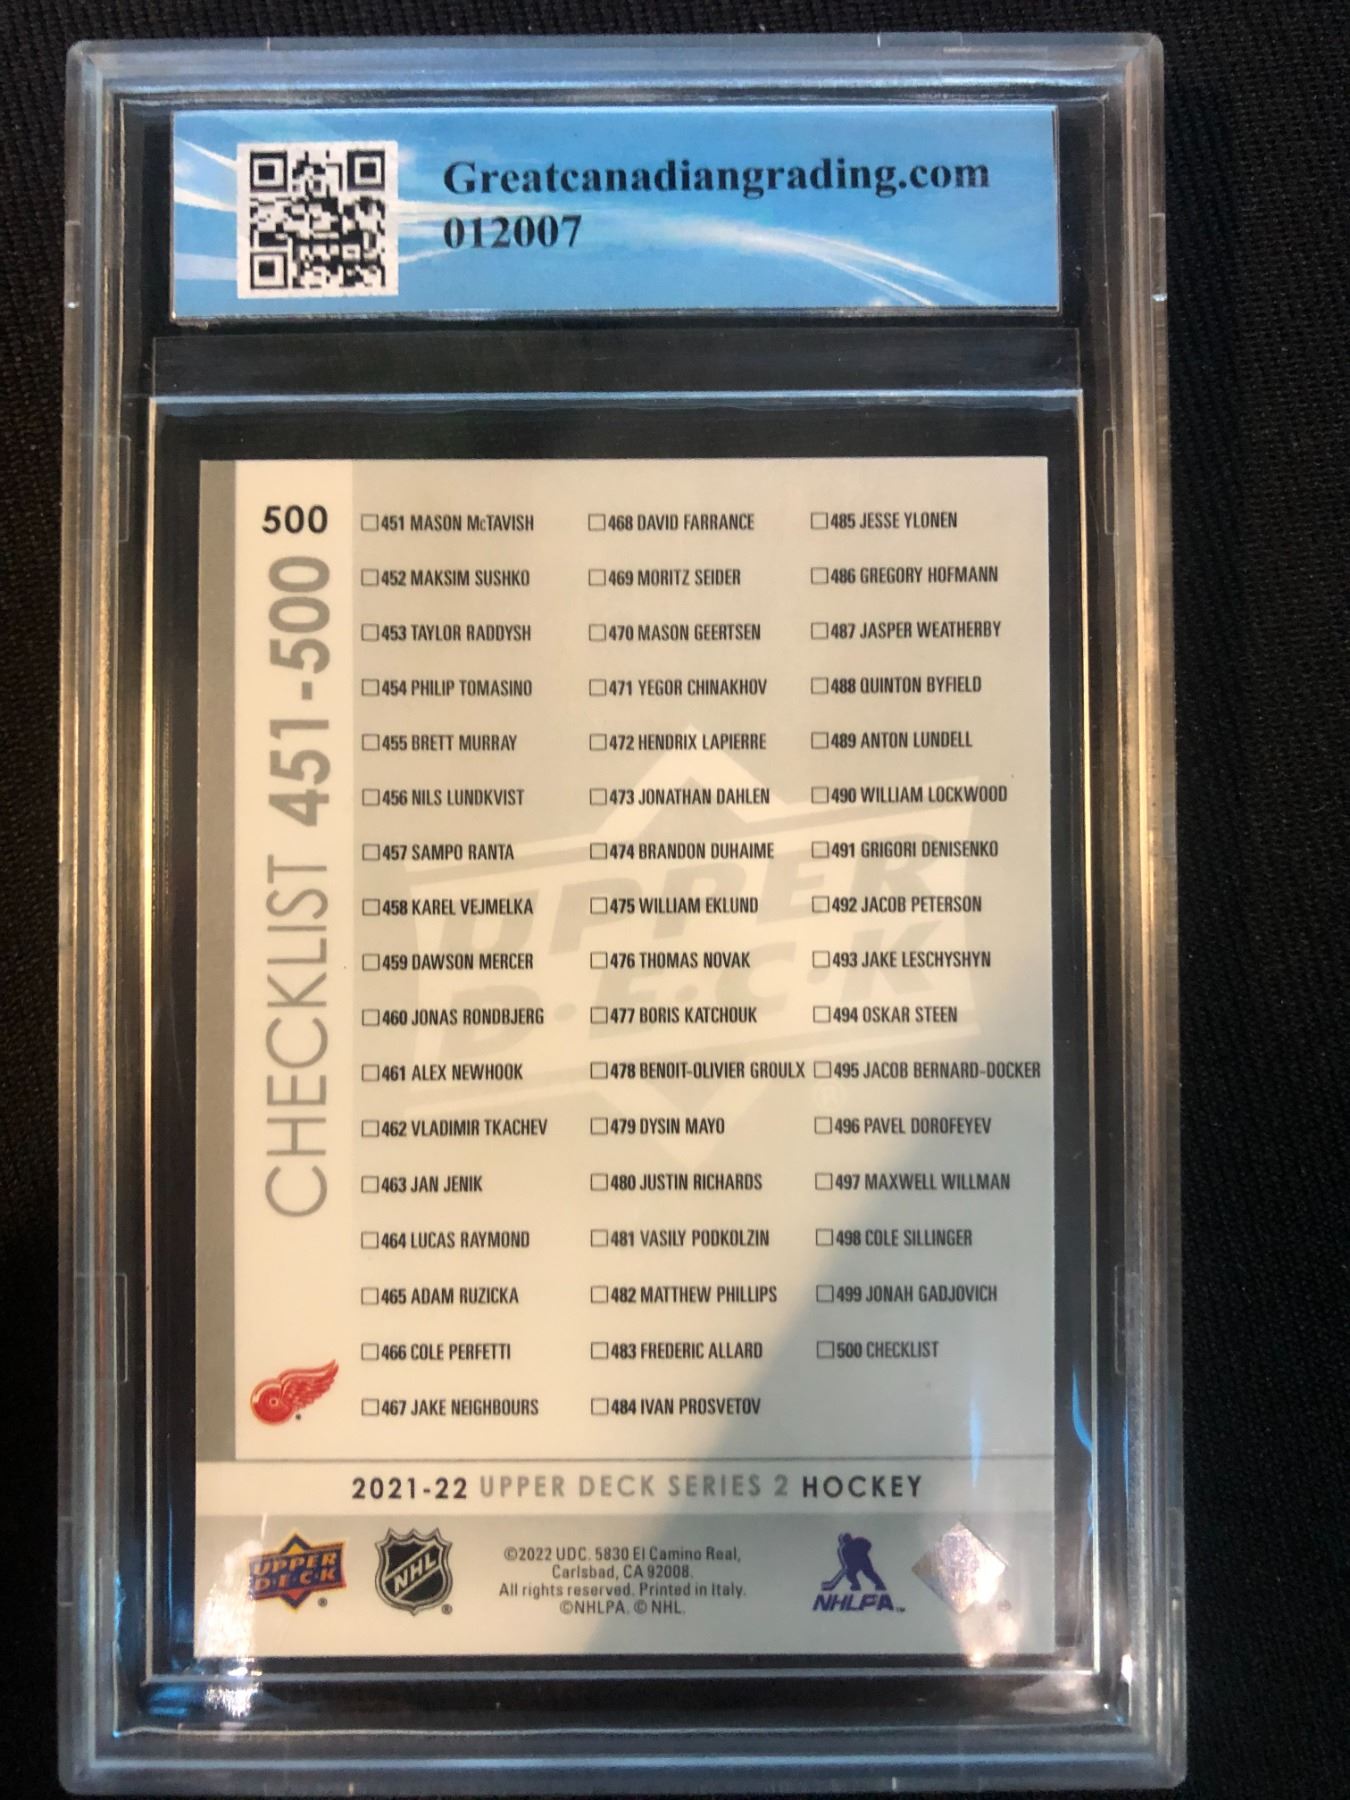 Greatcanadiangrading.com
012007
500
CHECKLIST 451-500
451 MASON McTAVISH
452 MAKSIM SUSHKO
453 TAYLOR RADDYSH
454 PHILIP TOMASINO
455 BRETT MURRAY
456 NILS LUNDKVIST
457 SAMPO RANTA
458 KAREL VEJMELKA
459 DAWSON MERCER
460 JONAS RONDBJERG
461 ALEX NEWHOOK
462 VLADIMIR TKACHEV
463 JAN JENIK
464 LUCAS RAYMOND
465 ADAM RUZICKA
466 COLE PERFETTI
467 JAKE NEIGHBOURS
468 DAVID FARRANCE
469 MORITZ SEIDER
470 MASON GEERTSEN
471 YEGOR CHINAKHOV
472 HENDRIX LAPIERRE
473 JONATHAN DAHLEN
474 BRANDON DUHAIME
475 WILLIAM EKLUND
476 THOMAS NOVAK
477 BORIS KATCHOUK
478 BENOIT-OLIVIER GROULX
479 DYSIN MAYO
480 JUSTIN RICHARDS
481 VASILY PODKOLZIN
482 MATTHEW PHILLIPS
483 FREDERIC ALLARD
484 IVAN PROSVETOV
485 JESSE YLONEN
486 GREGORY HOFMANN
487 JASPER WEATHERBY
488 QUINTON BYFIELD
489 ANTON LUNDELL
490 WILLIAM LOCKWOOD
491 GRIGORI DENISENKO
492 JACOB PETERSON
493 JAKE LESCHYSHYN
494 OSKAR STEEN
495 JACOB BERNARD-DOCKER
496 PAVEL DOROFEYEV
497 MAXWELL WILLMAN
498 COLE SILLINGER
499 JONAH GADJOVICH
500 CHECKLIST
UPPER
D·E·C·K
®
2021-22 UPPER DECK SERIES 2 HOCKEY
UPPER
D·E·C·K
®
NHL
®
©2022 UDC. 5830 El Camino Real,
Carlsbad, CA 92008.
All rights reserved. Printed in Italy.
©NHLPA. © NHL.
NHLPA™